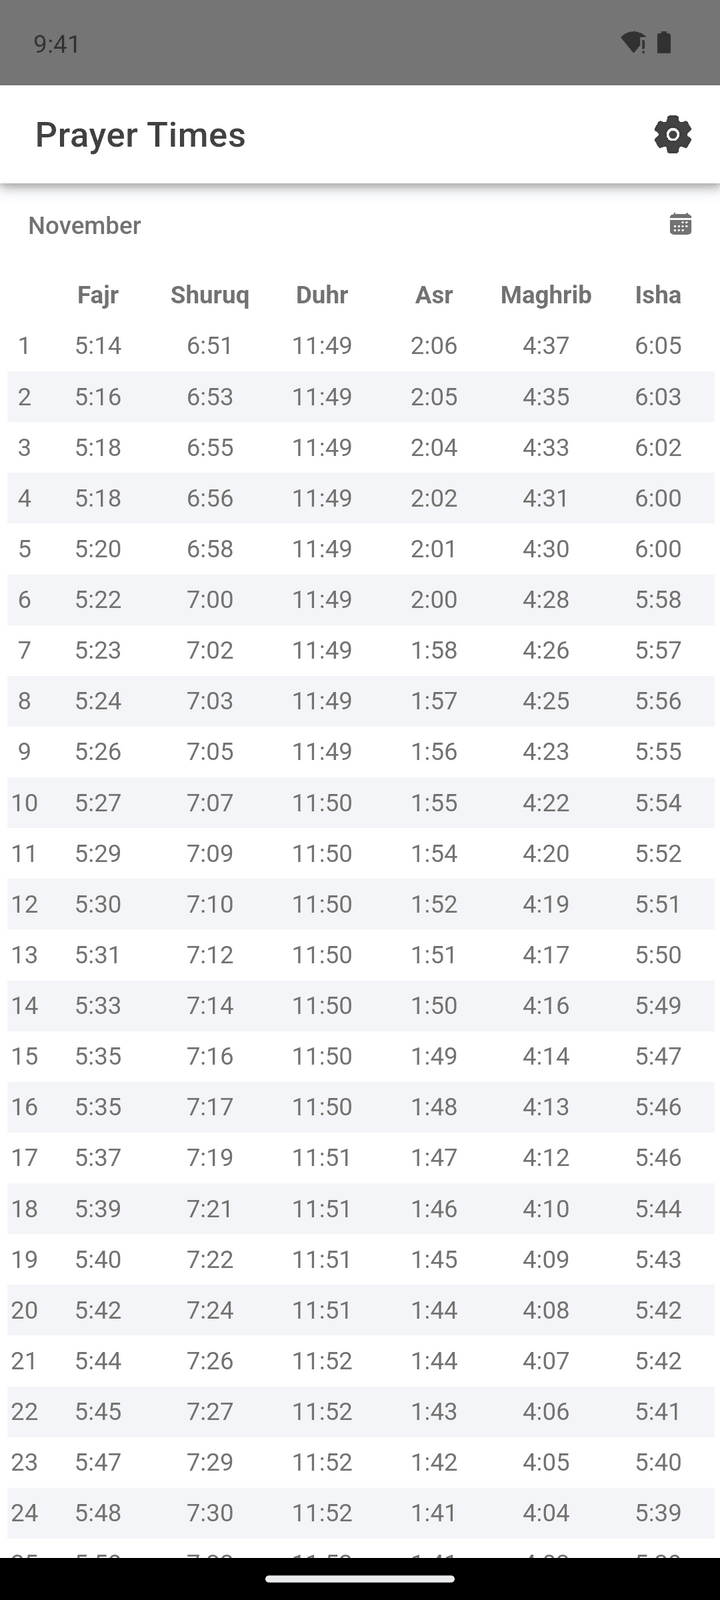 9:41
Prayer Times
November
Fajr Shuruq Duhr Asr Maghrib Isha
1 5:14 6:51 11:49 2:06 4:37 6:05
2 5:16 6:53 11:49 2:05 4:35 6:03
3 5:18 6:55 11:49 2:04 4:33 6:02
4 5:18 6:56 11:49 2:02 4:31 6:00
5 5:20 6:58 11:49 2:01 4:30 6:00
6 5:22 7:00 11:49 2:00 4:28 5:58
7 5:23 7:02 11:49 1:58 4:26 5:57
8 5:24 7:03 11:49 1:57 4:25 5:56
9 5:26 7:05 11:49 1:56 4:23 5:55
10 5:27 7:07 11:50 1:55 4:22 5:54
11 5:29 7:09 11:50 1:54 4:20 5:52
12 5:30 7:10 11:50 1:52 4:19 5:51
13 5:31 7:12 11:50 1:51 4:17 5:50
14 5:33 7:14 11:50 1:50 4:16 5:49
15 5:35 7:16 11:50 1:49 4:14 5:47
16 5:35 7:17 11:50 1:48 4:13 5:46
17 5:37 7:19 11:51 1:47 4:12 5:46
18 5:39 7:21 11:51 1:46 4:10 5:44
19 5:40 7:22 11:51 1:45 4:09 5:43
20 5:42 7:24 11:51 1:44 4:08 5:42
21 5:44 7:26 11:52 1:44 4:07 5:42
22 5:45 7:27 11:52 1:43 4:06 5:41
23 5:47 7:29 11:52 1:42 4:05 5:40
24 5:48 7:30 11:52 1:41 4:04 5:39